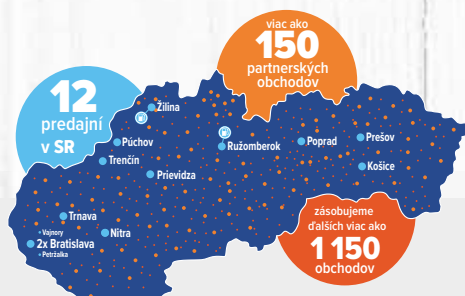 viac ako
150
partnerských
obchodov
12
predajní
v SR
Žilina
Púchov
Ružomberok
Poprad
Prešov
Trenčín
Prievidza
Košice
Trnava
Nitra
• Vajnory
2x Bratislava
• Petržalka
zásobujeme
ďalších viac ako
1 150
obchodov